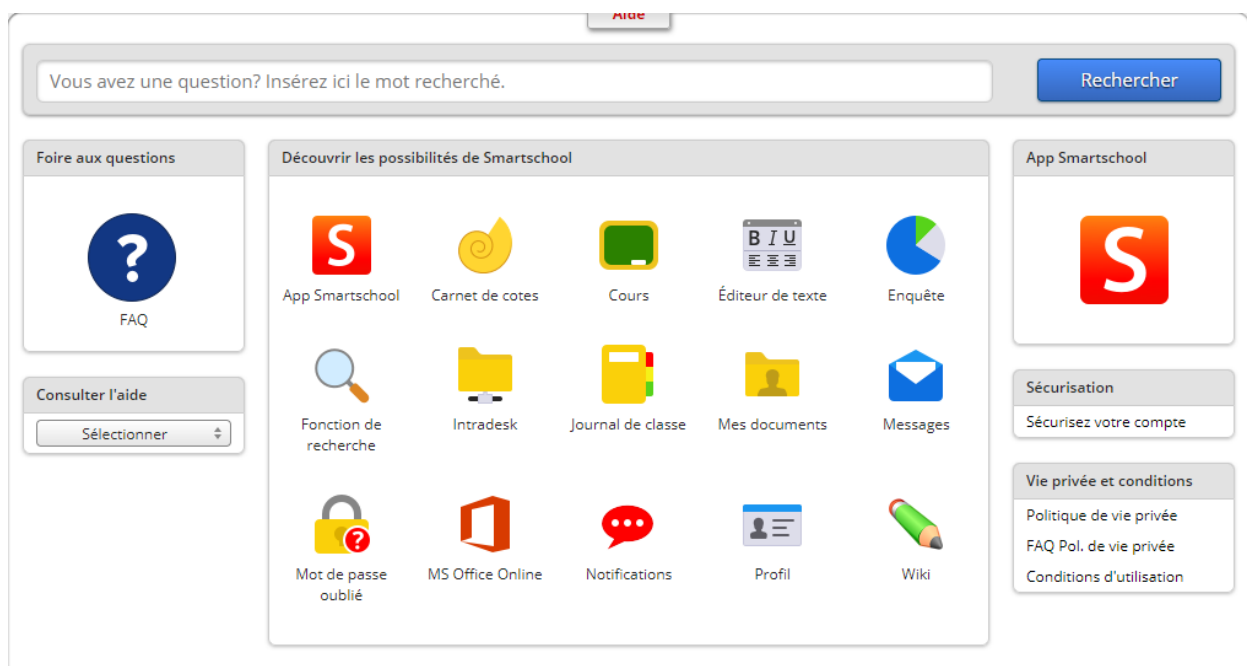 Aide
Vous avez une question? Insérez ici le mot recherché.
Rechercher
Foire aux questions
FAQ
Consulter l'aide
Sélectionner
Découvrir les possibilités de Smartschool
S
App Smartschool
Carnet de cotes
Cours
B I U
Éditeur de texte
Enquête
Fonction de
recherche
Intradesk
Journal de classe
Mes documents
Messages
Mot de passe
oublié
MS Office Online
Notifications
Profil
Wiki
App Smartschool
S
Sécurisation
Sécurisez votre compte
Vie privée et conditions
Politique de vie privée
FAQ Pol. de vie privée
Conditions d'utilisation